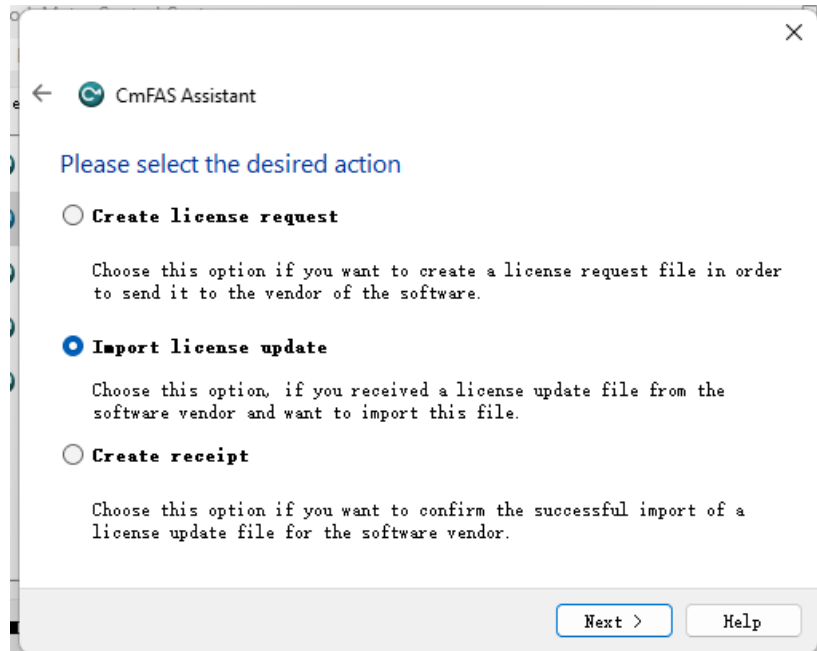 CmFAS Assistant
Please select the desired action
Create license request
Choose this option if you want to create a license request file in order
to send it to the vendor of the software.
Import license update
Choose this option, if you received a license update file from the
software vendor and want to import this file.
Create receipt
Choose this option if you want to confirm the successful import of a
license update file for the software vendor.
Next >
Help